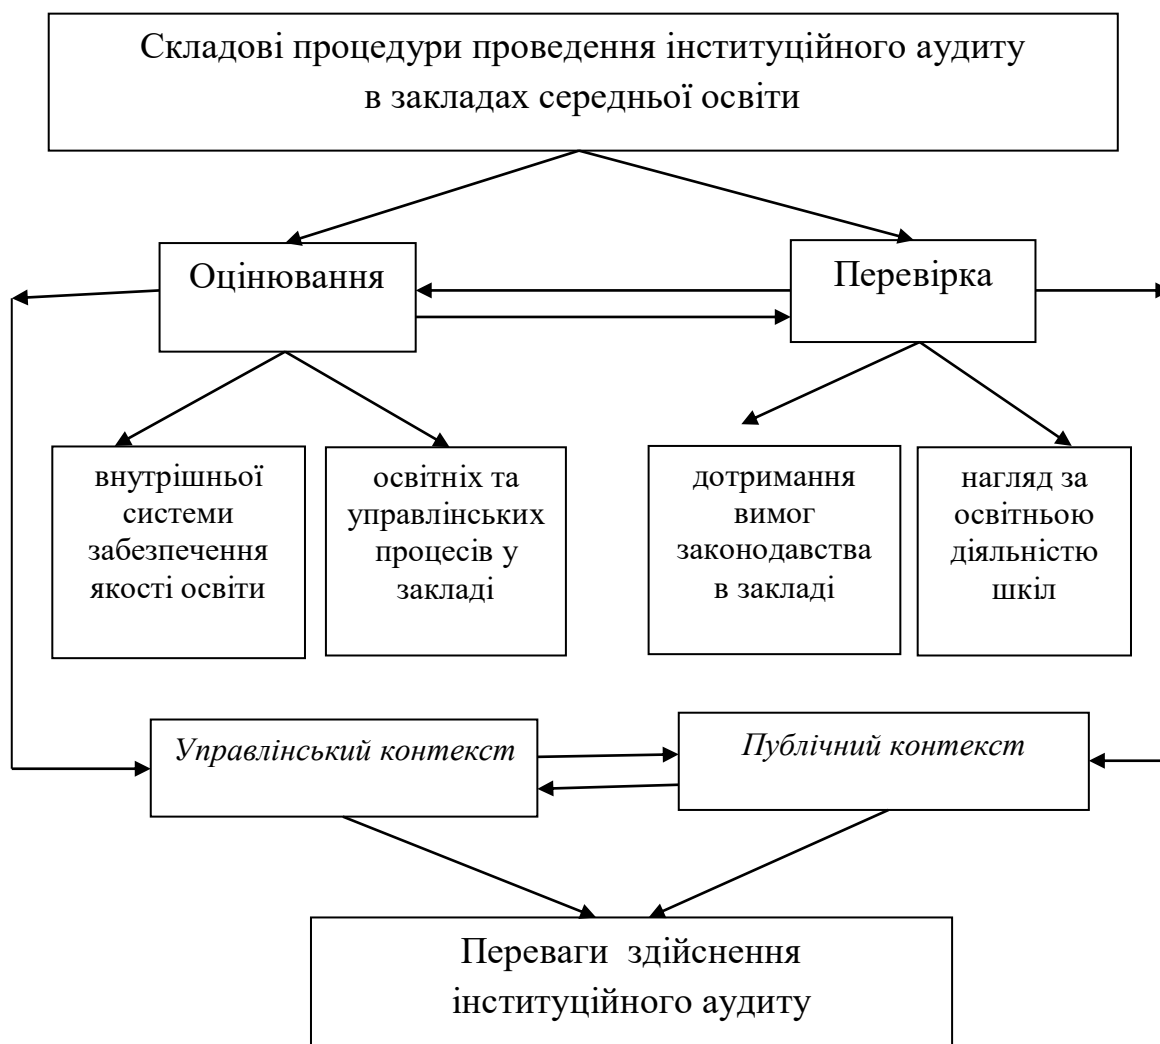 Складові процедури проведення інституційного аудиту
в закладах середньої освіти
Оцінювання
Перевірка
внутрішньої
системи
забезпечення
якості освіти
освітніх та
управлінських
процесів у
закладі
дотримання
вимог
законодавства
в закладі
нагляд за
освітньою
діяльністю
шкіл
Управлінський контекст
Публічний контекст
Переваги здійснення
інституційного аудиту